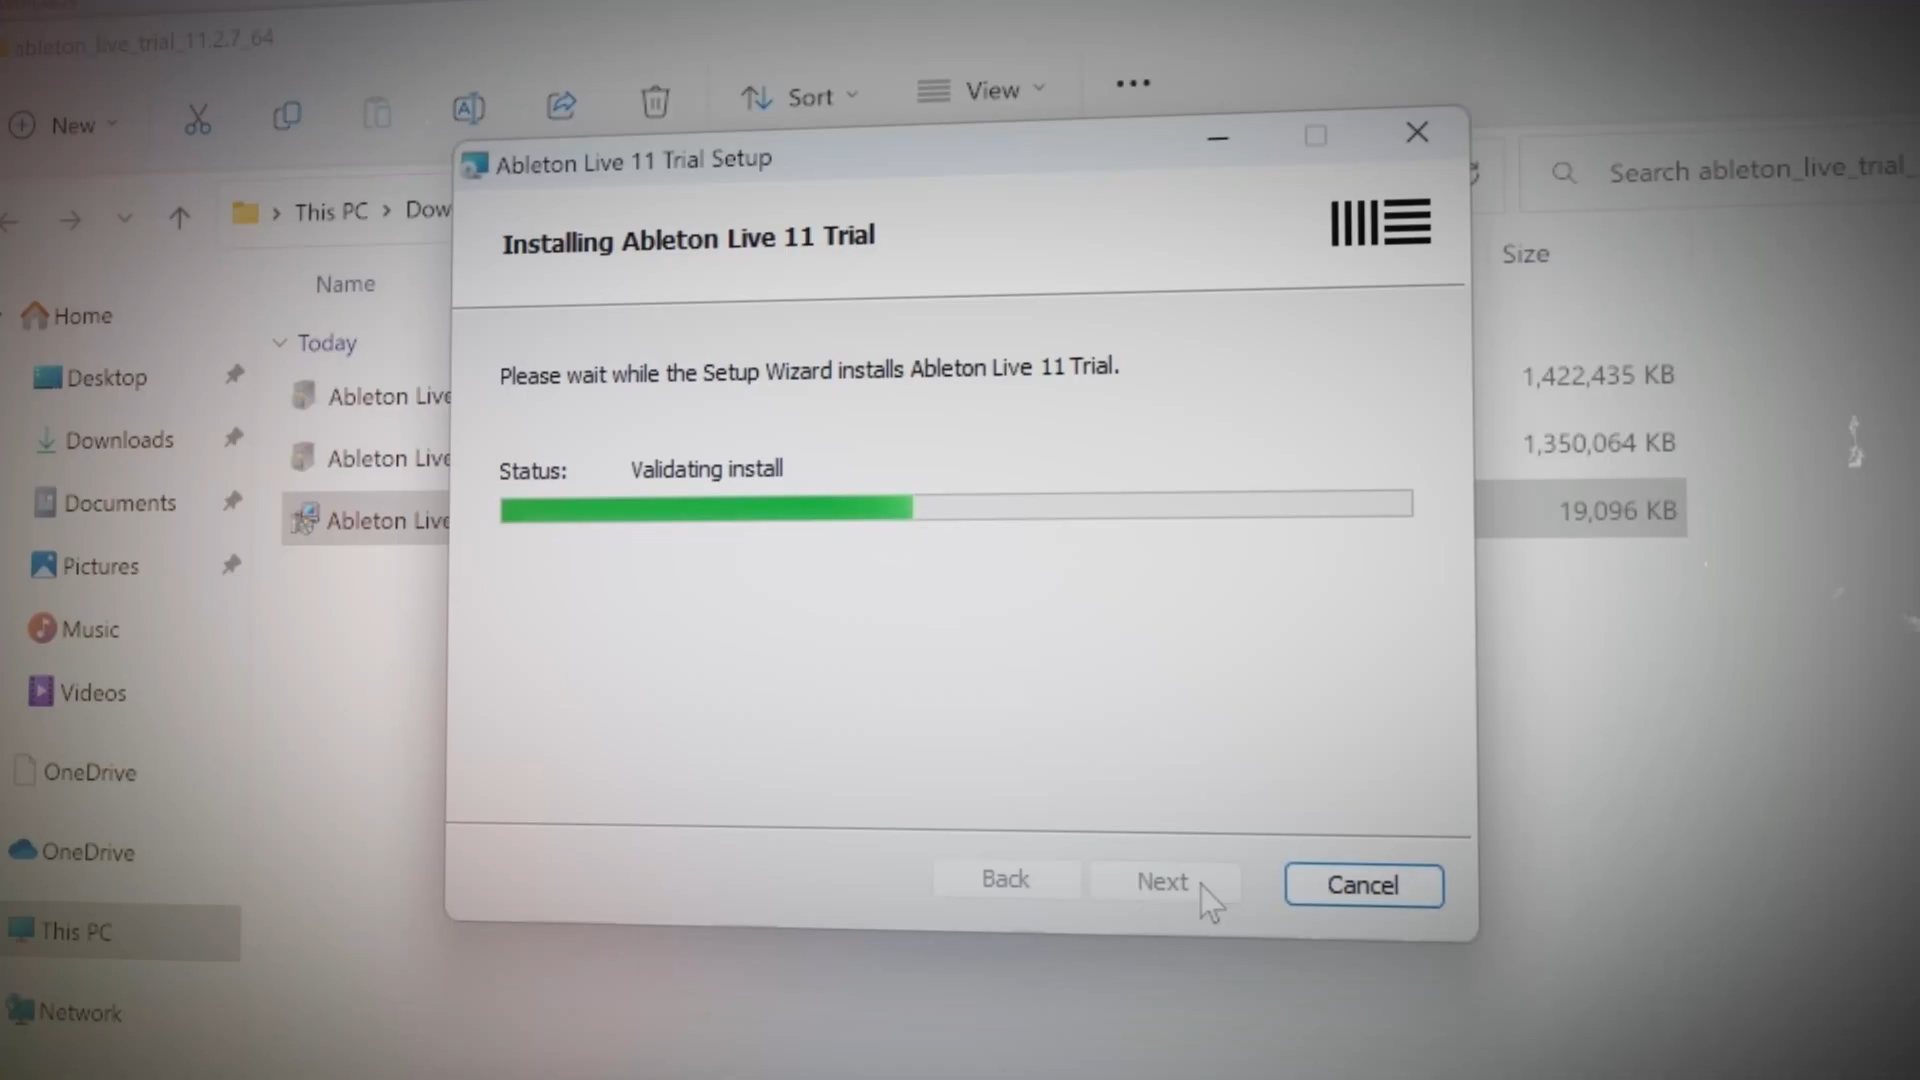 ableton_live_trial_11.2.7_64
New
Sort
View
Ableton Live 11 Trial Setup
This PC
Dow
Search ableton_live_trial_
Installing Ableton Live 11 Trial
Name
Size
Home
Today
Please wait while the Setup Wizard installs Ableton Live 11 Trial.
Desktop
Ableton Live
1,422,435 KB
Downloads
Ableton Live
1,350,064 KB
Status: Validating install
Documents
Ableton Live
19,096 KB
Pictures
Music
Videos
OneDrive
OneDrive
Back
Next
Cancel
This PC
Network